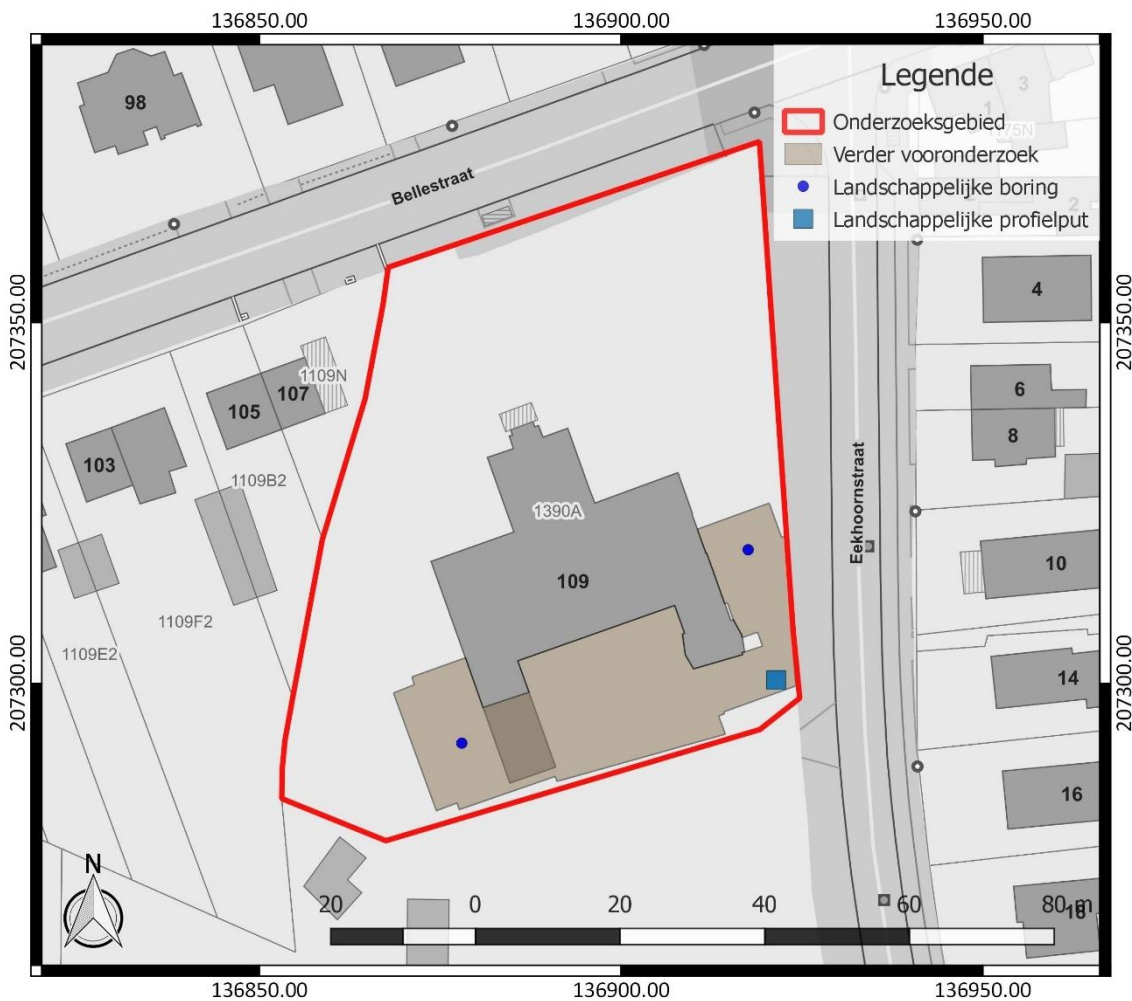 136850.00
136900.00
136950.00
Legende
Onderzoeksgebied
Verder vooronderzoek
Landschappelijke boring
Landschappelijke profielput
98
3
1
2
Bellestraat
4
207350.00
207350.00
1109N
107
105
6
8
103
1109B2
1390A
Eekhoornstraat
10
109
1109F2
1109E2
14
207300.00
207300.00
16
N
20
0
20
40
60
80 m
18
136850.00
136900.00
136950.00